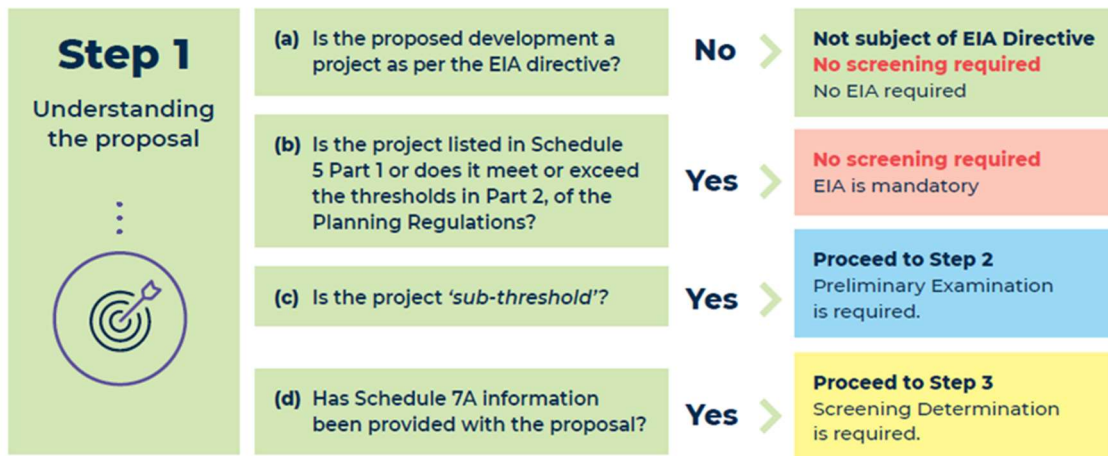 Step 1
Understanding
the proposal
(a) Is the proposed development a
project as per the EIA directive?
No
Not subject of EIA Directive
No screening required
No EIA required
(b) Is the project listed in Schedule
5 Part 1 or does it meet or exceed
the thresholds in Part 2, of the
Planning Regulations?
Yes
No screening required
EIA is mandatory
(c) Is the project ‘sub-threshold’?
Yes
Proceed to Step 2
Preliminary Examination
is required.
(d) Has Schedule 7A information
been provided with the proposal?
Yes
Proceed to Step 3
Screening Determination
is required.